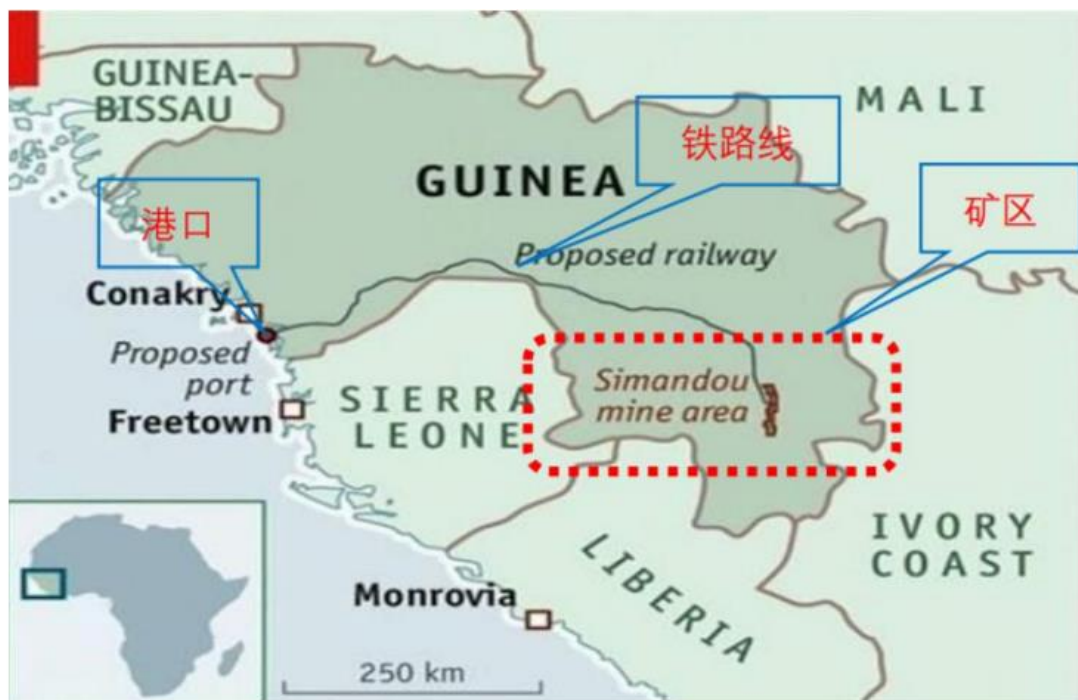 GUINEA-
BISSAU
MALI
铁路线
GUINEA
矿区
港口
Proposed railway
Conakry
Proposed
port
Simandou
mine area
Freetown
SIERRA
LEONE
IVORY
COAST
LIBERIA
Monrovia
250 km